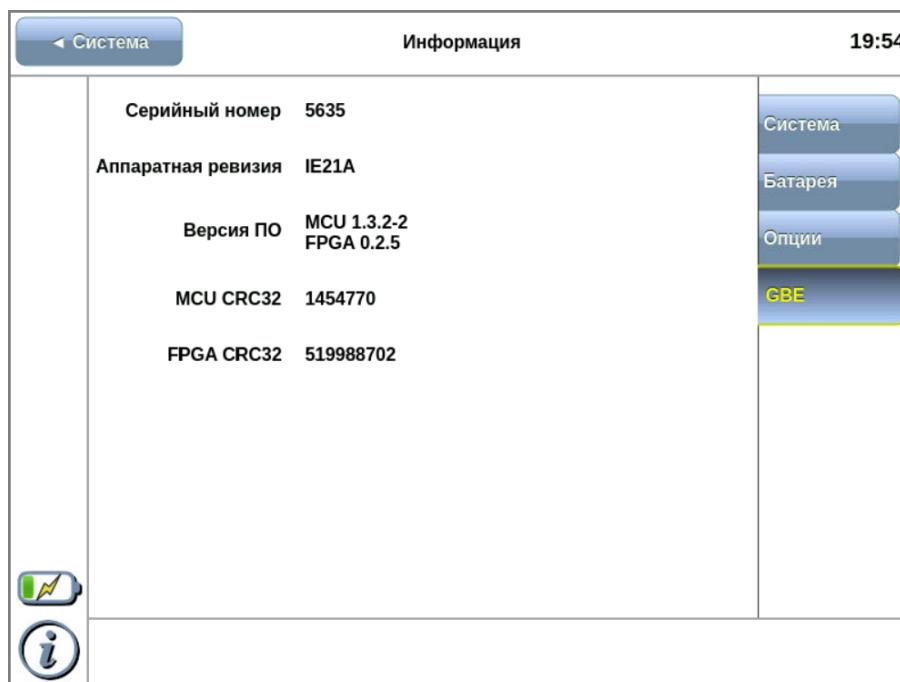 ◄ Система
Информация
19:54
Серийный номер 5635
Аппаратная ревизия IE21A
Версия ПО MCU 1.3.2-2
FPGA 0.2.5
MCU CRC32 1454770
FPGA CRC32 519988702
Система
Батарея
Опции
GBE
i